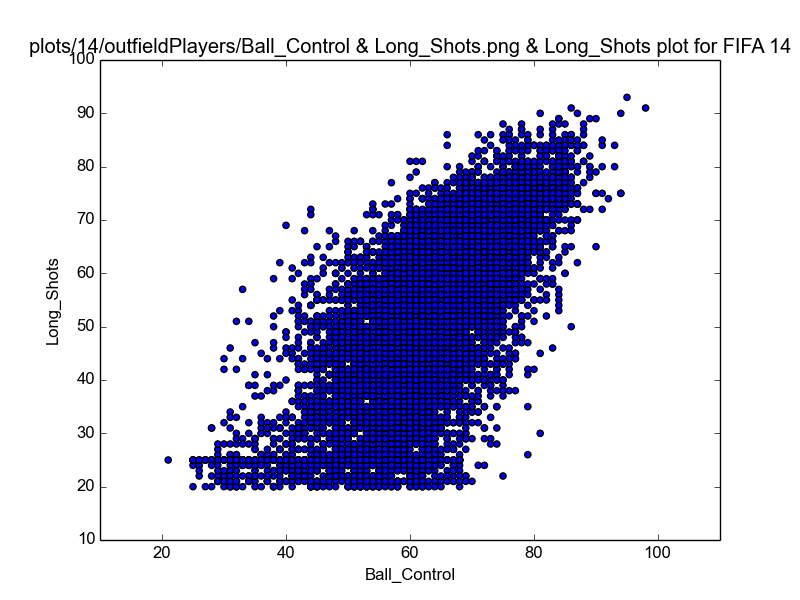 plots/14/outfieldPlayers/Ball_Control & Long_Shots.png & Long_Shots plot for FIFA 14
100
90
80
70
60
50
40
30
20
10
Long_Shots
20 40 60 80 100
Ball_Control